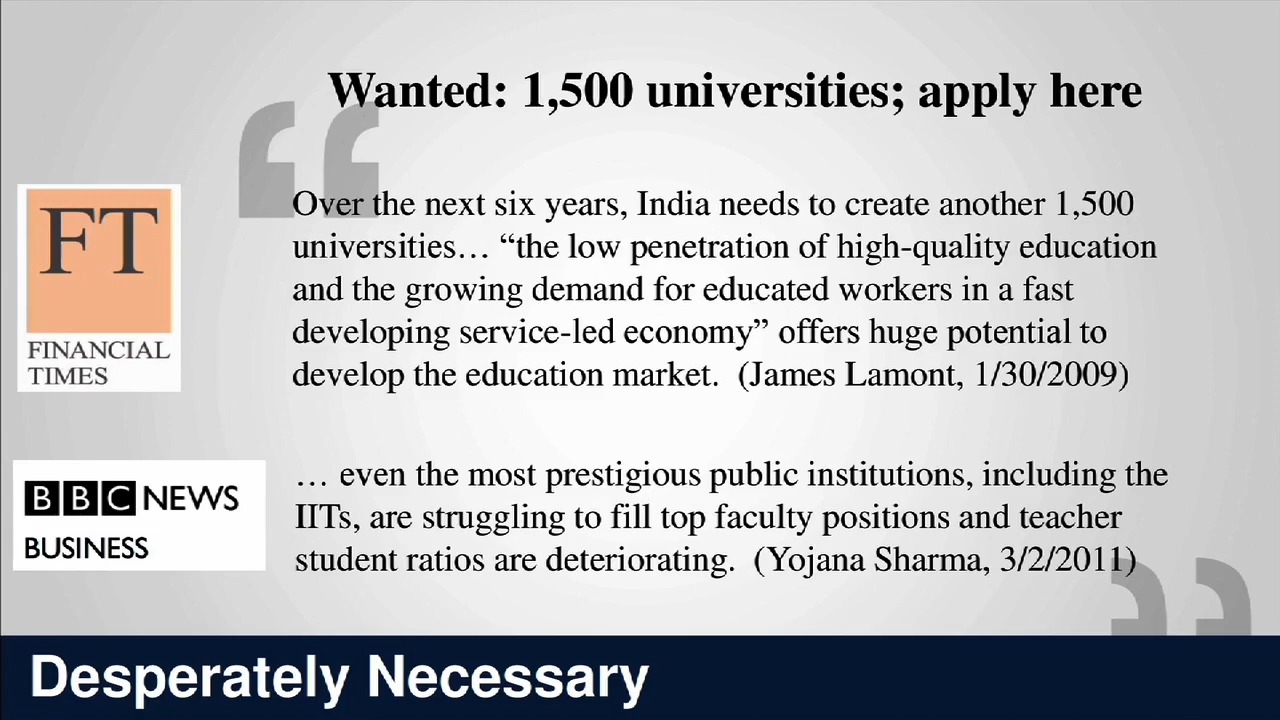 Wanted: 1,500 universities; apply here
FT
FINANCIAL
TIMES
Over the next six years, India needs to create another 1,500
universities… “the low penetration of high-quality education
and the growing demand for educated workers in a fast
developing service-led economy” offers huge potential to
develop the education market.  (James Lamont, 1/30/2009)
BBC NEWS
BUSINESS
… even the most prestigious public institutions, including the
IITs, are struggling to fill top faculty positions and teacher
student ratios are deteriorating.  (Yojana Sharma, 3/2/2011)
Desperately Necessary